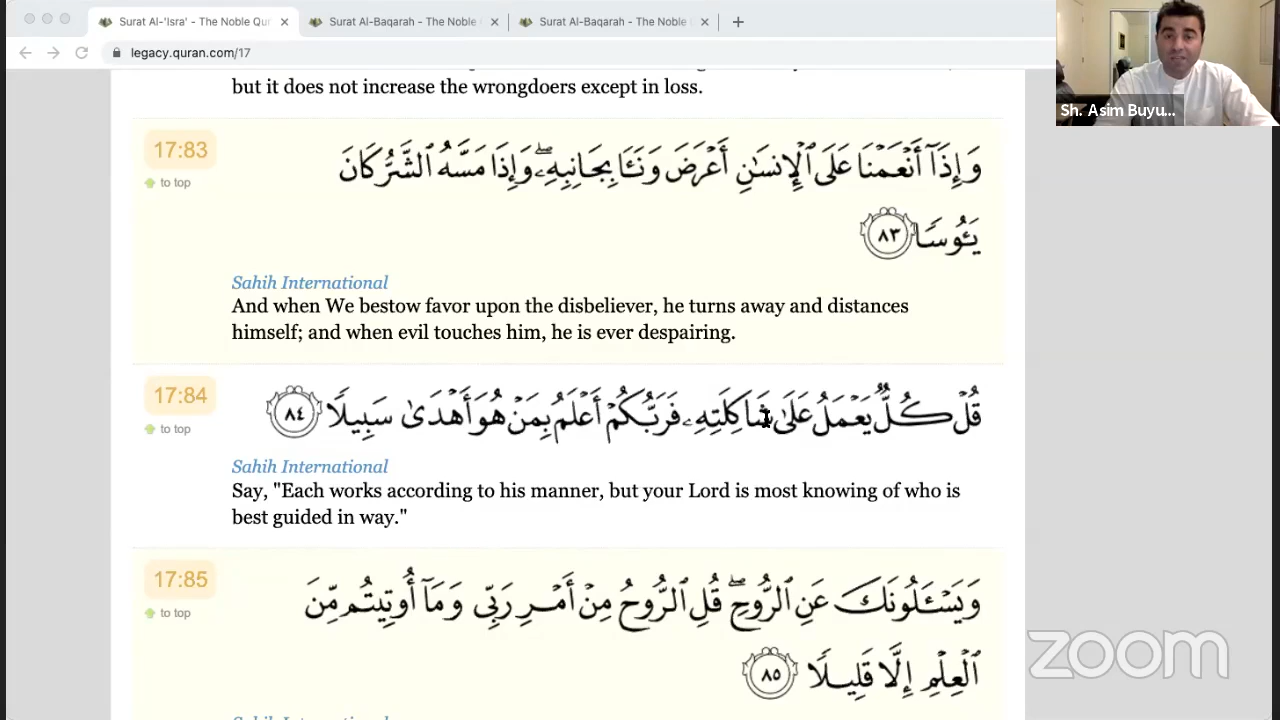 Surat Al-'Isra' - The Noble Qur
Surat Al-Baqarah - The Noble
Surat Al-Baqarah - The Noble
legacy.quran.com/17
Sh. Asim Buyu...
but it does not increase the wrongdoers except in loss.
17:83
to top
وَإِذَآ أَنْعَمْنَا عَلَى ٱلْإِنسَٰنِ أَعْرَضَ وَنَـَٔا بِجَانِبِهِۦ ۖ وَإِذَا مَسَّهُ ٱلشَّرُّ كَانَ
يَـُٔوسًا ٨٣
Sahih International
And when We bestow favor upon the disbeliever, he turns away and distances
himself; and when evil touches him, he is ever despairing.
17:84
to top
قُلْ كُلٌّ يَعْمَلُ عَلَىٰ شَاكِلَتِهِۦ فَرَبُّكُمْ أَعْلَمُ بِمَنْ هُوَ أَهْدَىٰ سَبِيلًا ٨٤
Sahih International
Say, "Each works according to his manner, but your Lord is most knowing of who is
best guided in way."
17:85
to top
وَيَسْـَٔلُونَكَ عَنِ ٱلرُّوحِ ۖ قُلِ ٱلرُّوحُ مِنْ أَمْرِ رَبِّى وَمَآ أُوتِيتُم مِّنَ
ٱلْعِلْمِ إِلَّا قَلِيلًا ٨٥
zoom